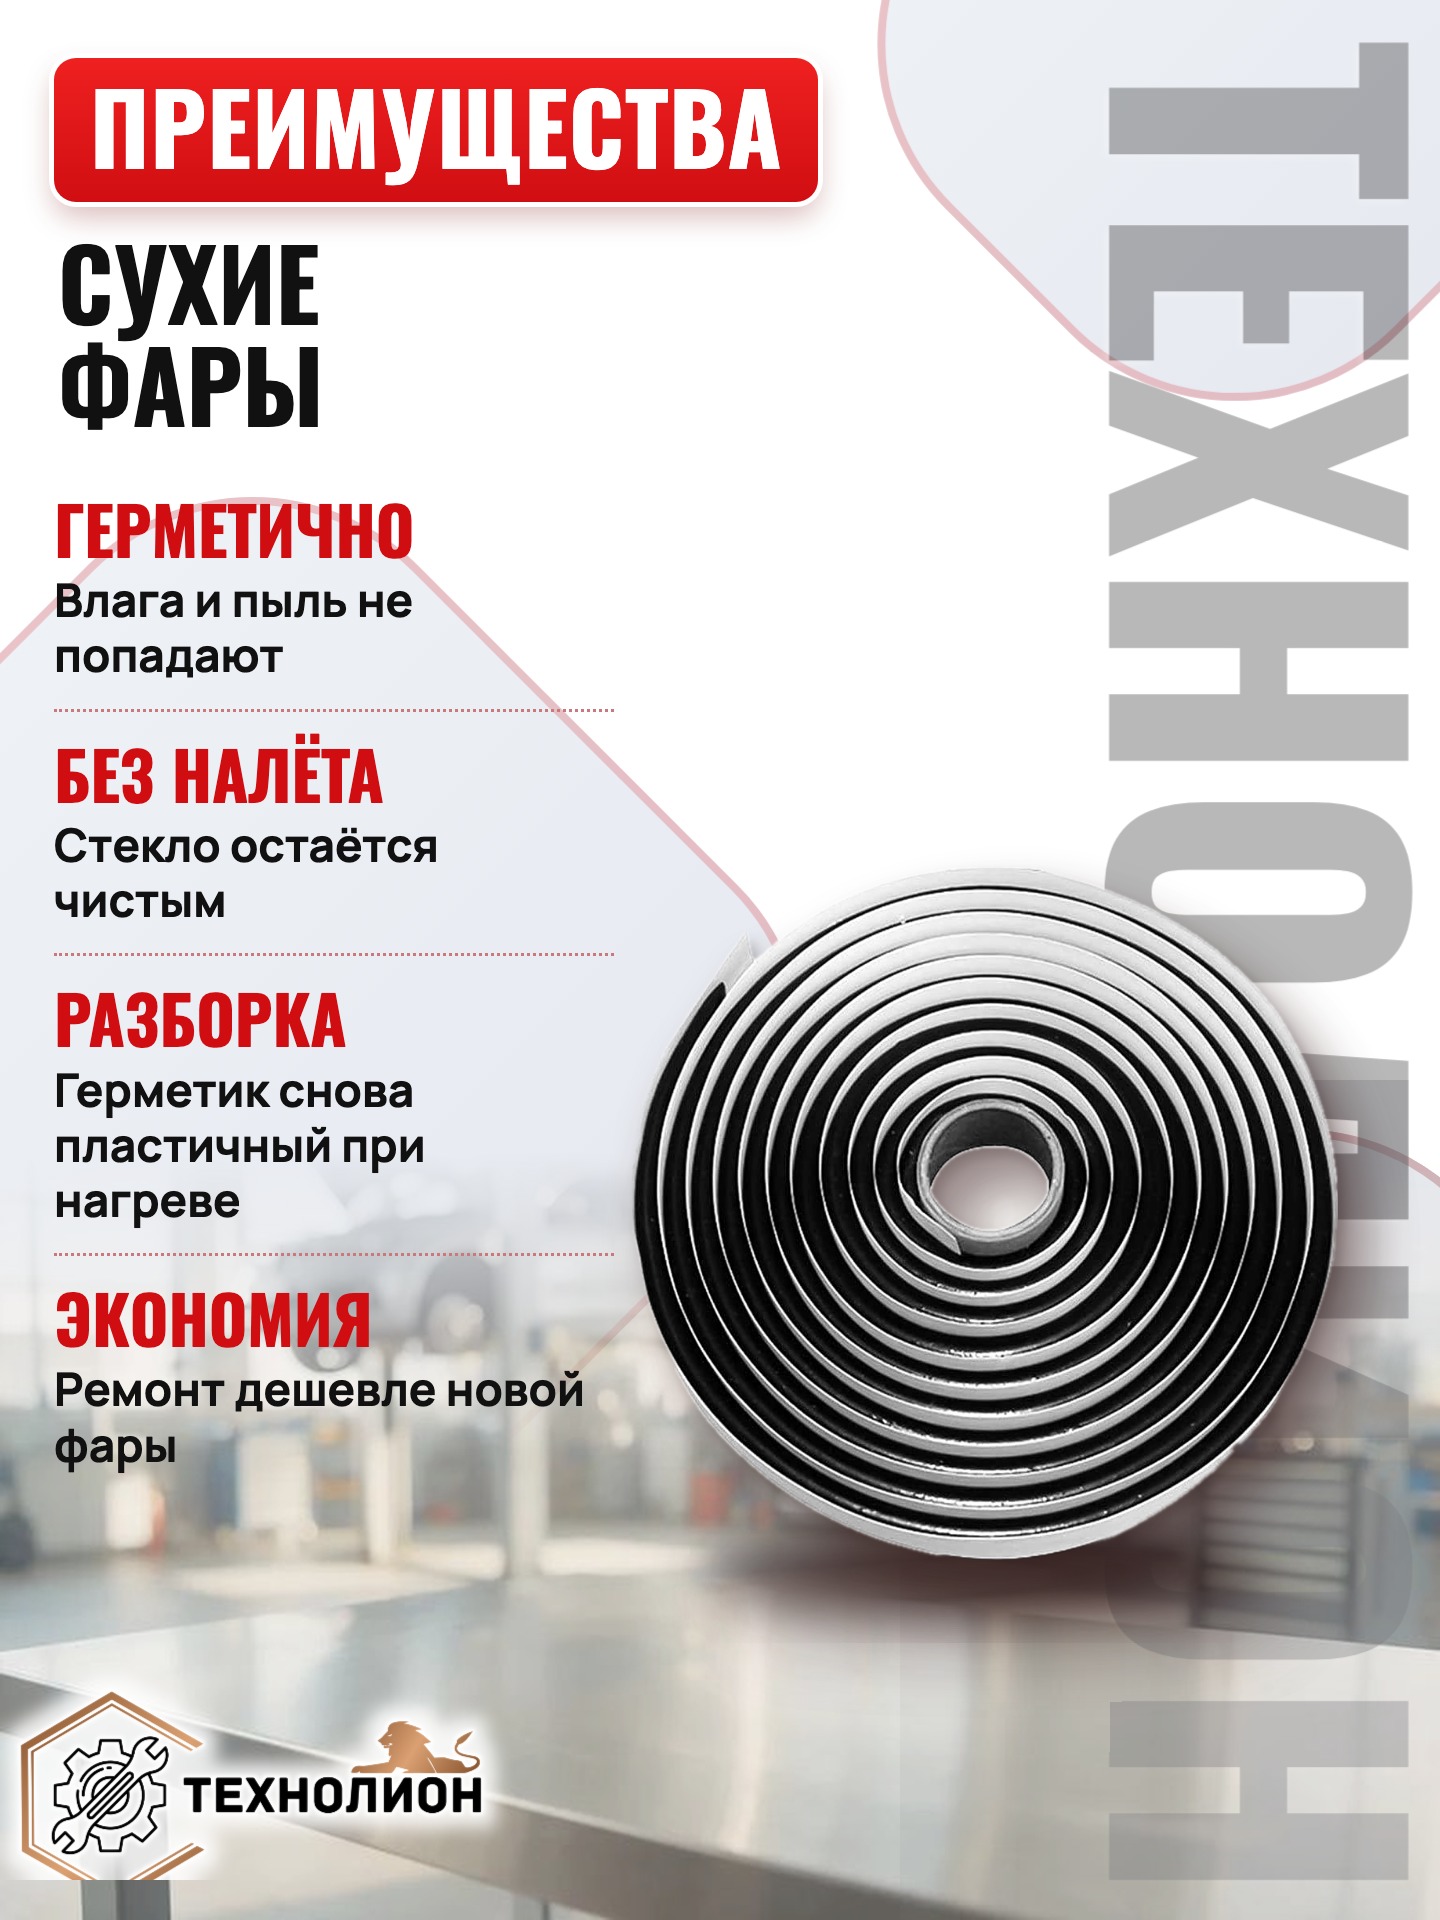 ПРЕИМУЩЕСТВА
СУХИЕ
ФАРЫ
ГЕРМЕТИЧНО
Влага и пыль не
попадают
БЕЗ НАЛЁТА
Стекло остаётся
чистым
РАЗБОРКА
Герметик снова
пластичный при
нагреве
ЭКОНОМИЯ
Ремонт дешевле новой
фары
ТЕХНОЛИОН
ТЕХНОЛИОН